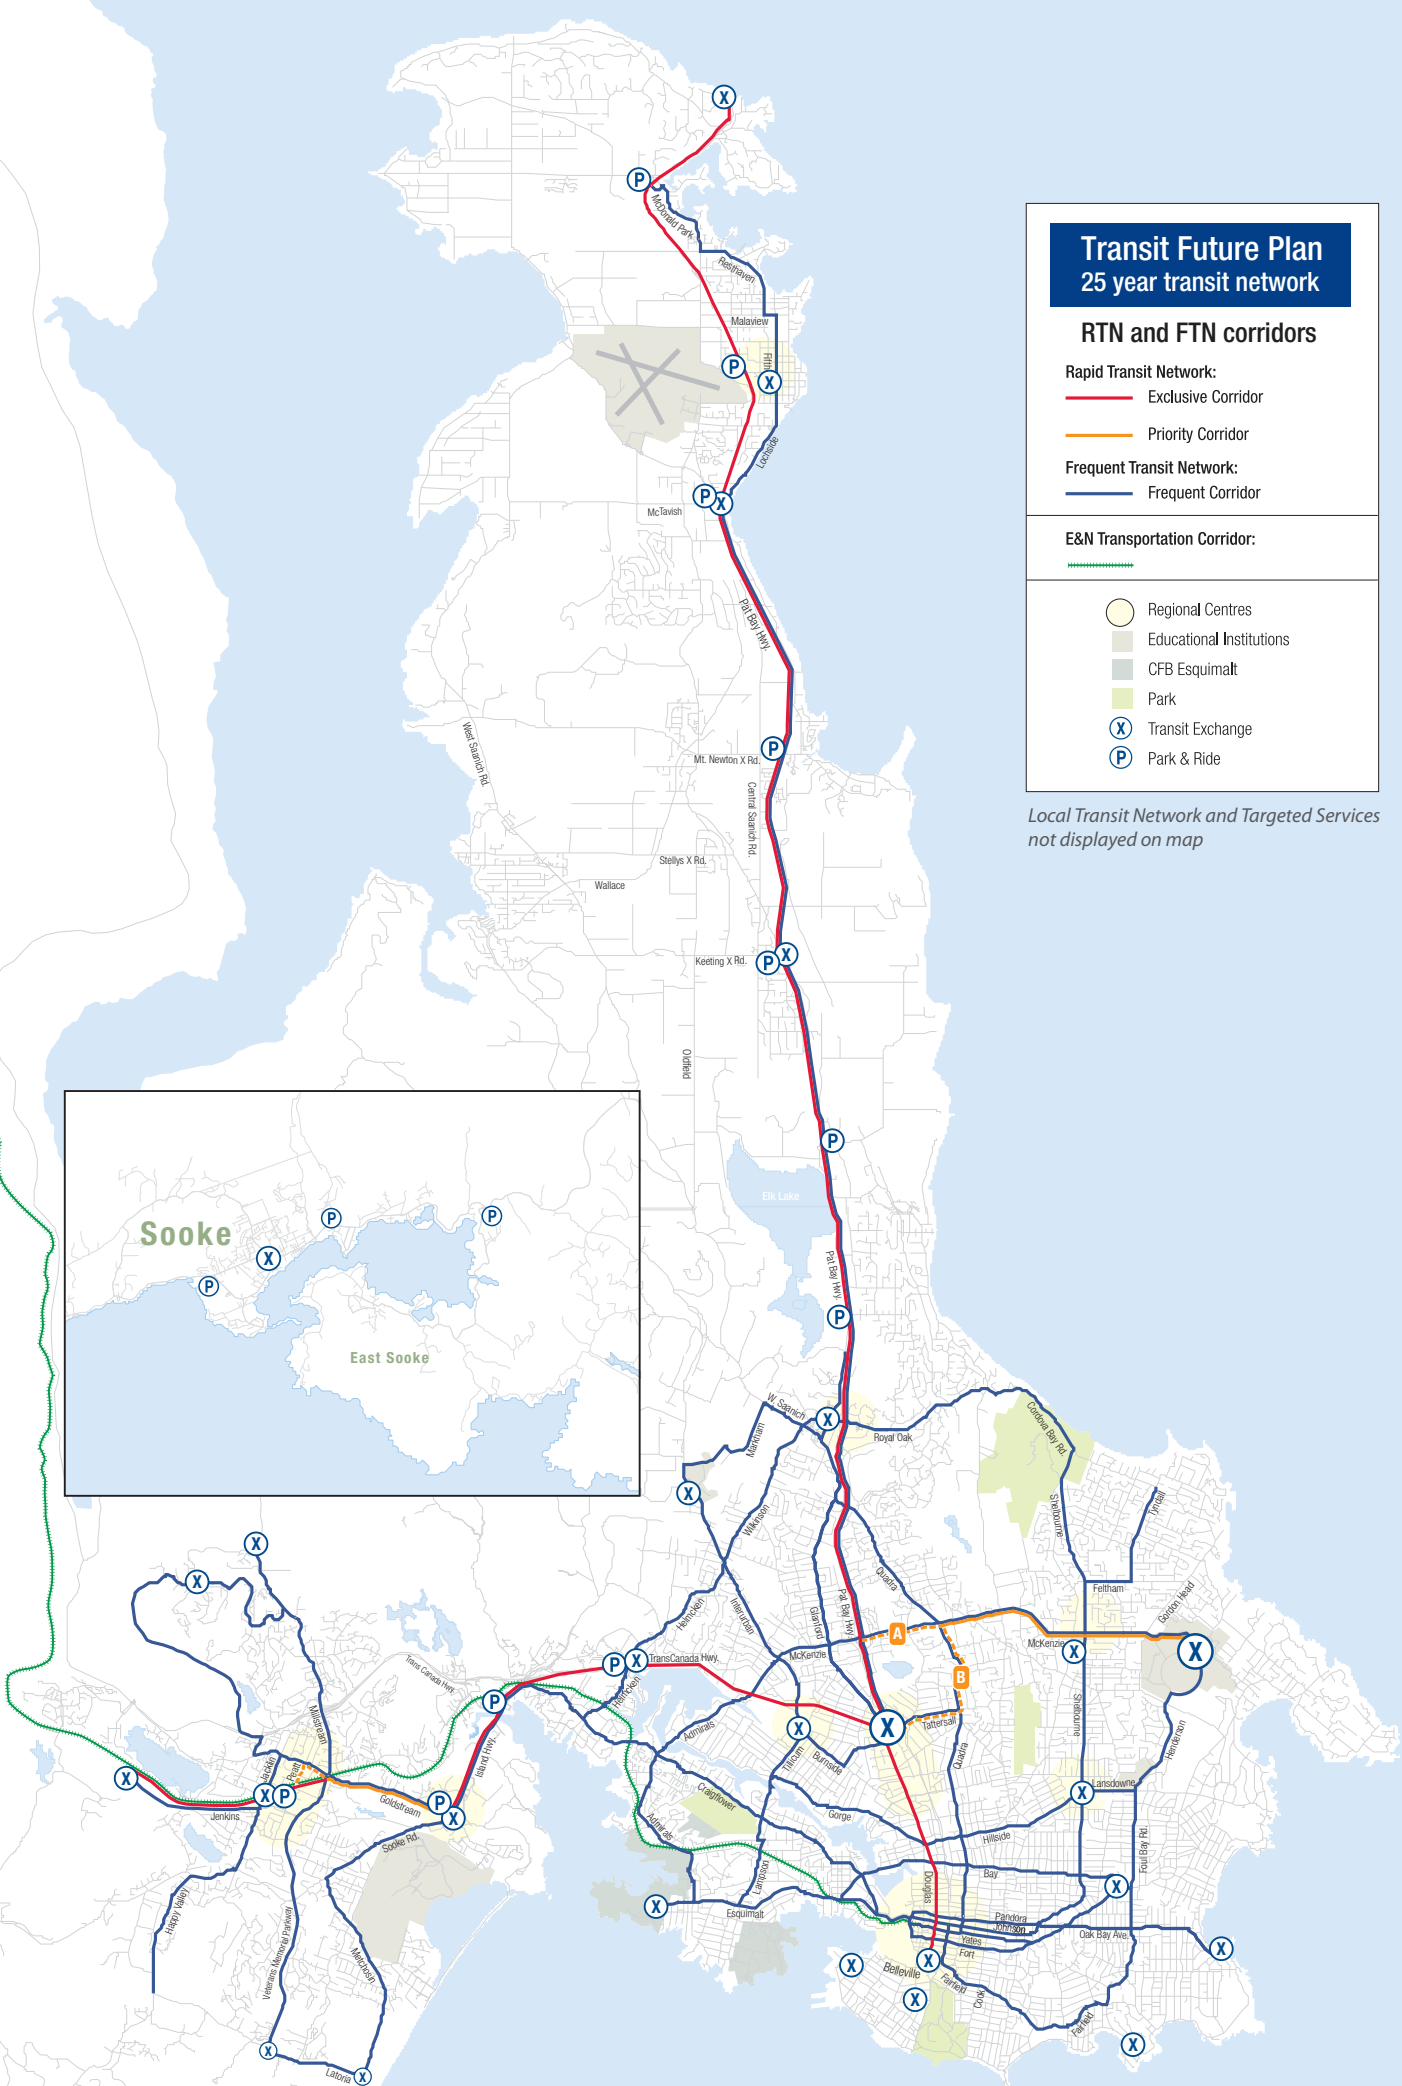 X
P
McDonald Park
Resthaven
Malaview
Fifth
P
X
Lochside
P
X
McTavish
Pat Bay Hwy.
West Saanich Rd.
P
Mt. Newton X Rd.
Central Saanich Rd.
Stellys X Rd.
Wallace
Keeting X Rd.
X
P
Oldfield
P
Elk Lake
Pat Bay Hwy.
P
Transit Future Plan
25 year transit network
RTN and FTN corridors
Rapid Transit Network:
Exclusive Corridor
Priority Corridor
Frequent Transit Network:
Frequent Corridor
E&N Transportation Corridor:
Regional Centres
Educational Institutions
CFB Esquimalt
Park
X Transit Exchange
P Park & Ride
Local Transit Network and Targeted Services
not displayed on map
Sooke
P
P
X
P
East Sooke
W. Saanich
X
Royal Oak
Cordova Bay Rd.
Markham
X
Wilkinson
Shelbourne
Tyndall
X
X
Quadra
Feltham
Gordon Head
Helmcken
Interurban
Glanford
Pat Bay Hwy.
A
McKenzie
McKenzie
X
X
P
X
TransCanada Hwy.
Trans Canada Hwy.
B
Helmcken
P
Millstream
Admirals
X
X
Tattersall
Shelbourne
Henderson
Island Hwy.
Tillicum
Burnside
Quadra
X
Jacklin
Peatt
X
P
Goldstream
P
X
Jenkins
Craigflower
Gorge
Lansdowne
X
Admirals
Sooke Rd.
Hillside
Foul Bay Rd.
Bay
Lampson
Douglas
X
Happy Valley
Veterans Memorial Parkway
Metchosin
X
Esquimalt
Pandora
Johnson
Yates
Fort
Oak Bay Ave.
X
X
Belleville
X
Fairfield
Cook
X
Fairfield
X
X
Latoria
X